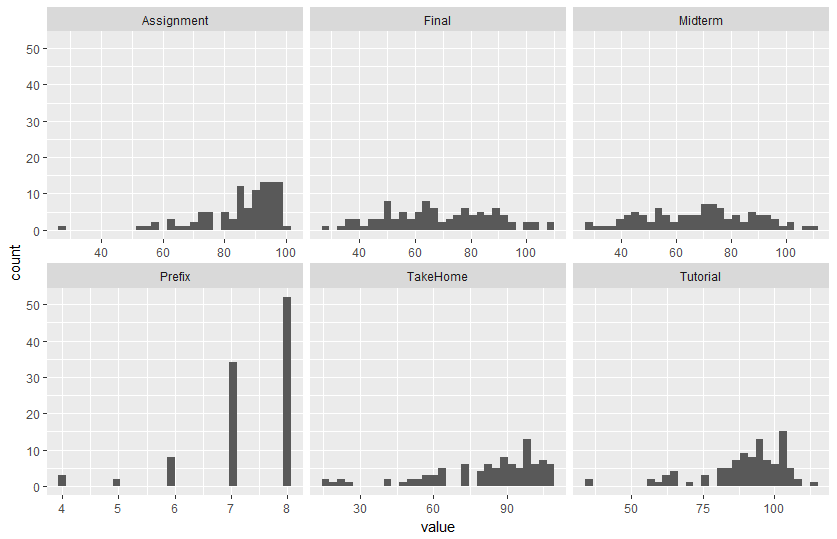 Assignment Final Midterm
50
40
30
20
10
0
40 60 80 100 40 60 80 100 40 60 80 100
count
Prefix TakeHome Tutorial
50
40
30
20
10
0
4 5 6 7 8 30 60 90 50 75 100
value